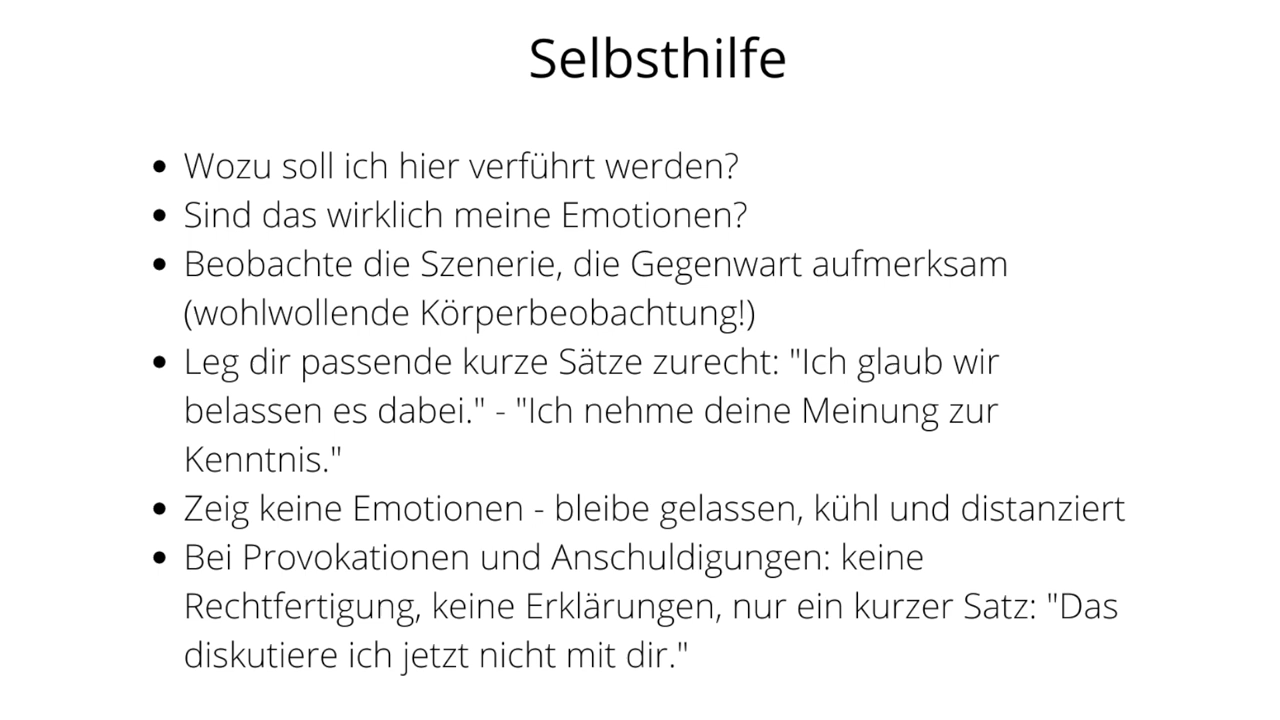 Selbsthilfe
• Wozu soll ich hier verführt werden?
• Sind das wirklich meine Emotionen?
• Beobachte die Szenerie, die Gegenwart aufmerksam
(wohlwollende Körperbeobachtung!)
• Leg dir passende kurze Sätze zurecht: "Ich glaub wir
belassen es dabei." - "Ich nehme deine Meinung zur
Kenntnis."
• Zeig keine Emotionen - bleibe gelassen, kühl und distanziert
• Bei Provokationen und Anschuldigungen: keine
Rechtfertigung, keine Erklärungen, nur ein kurzer Satz: "Das
diskutiere ich jetzt nicht mit dir."